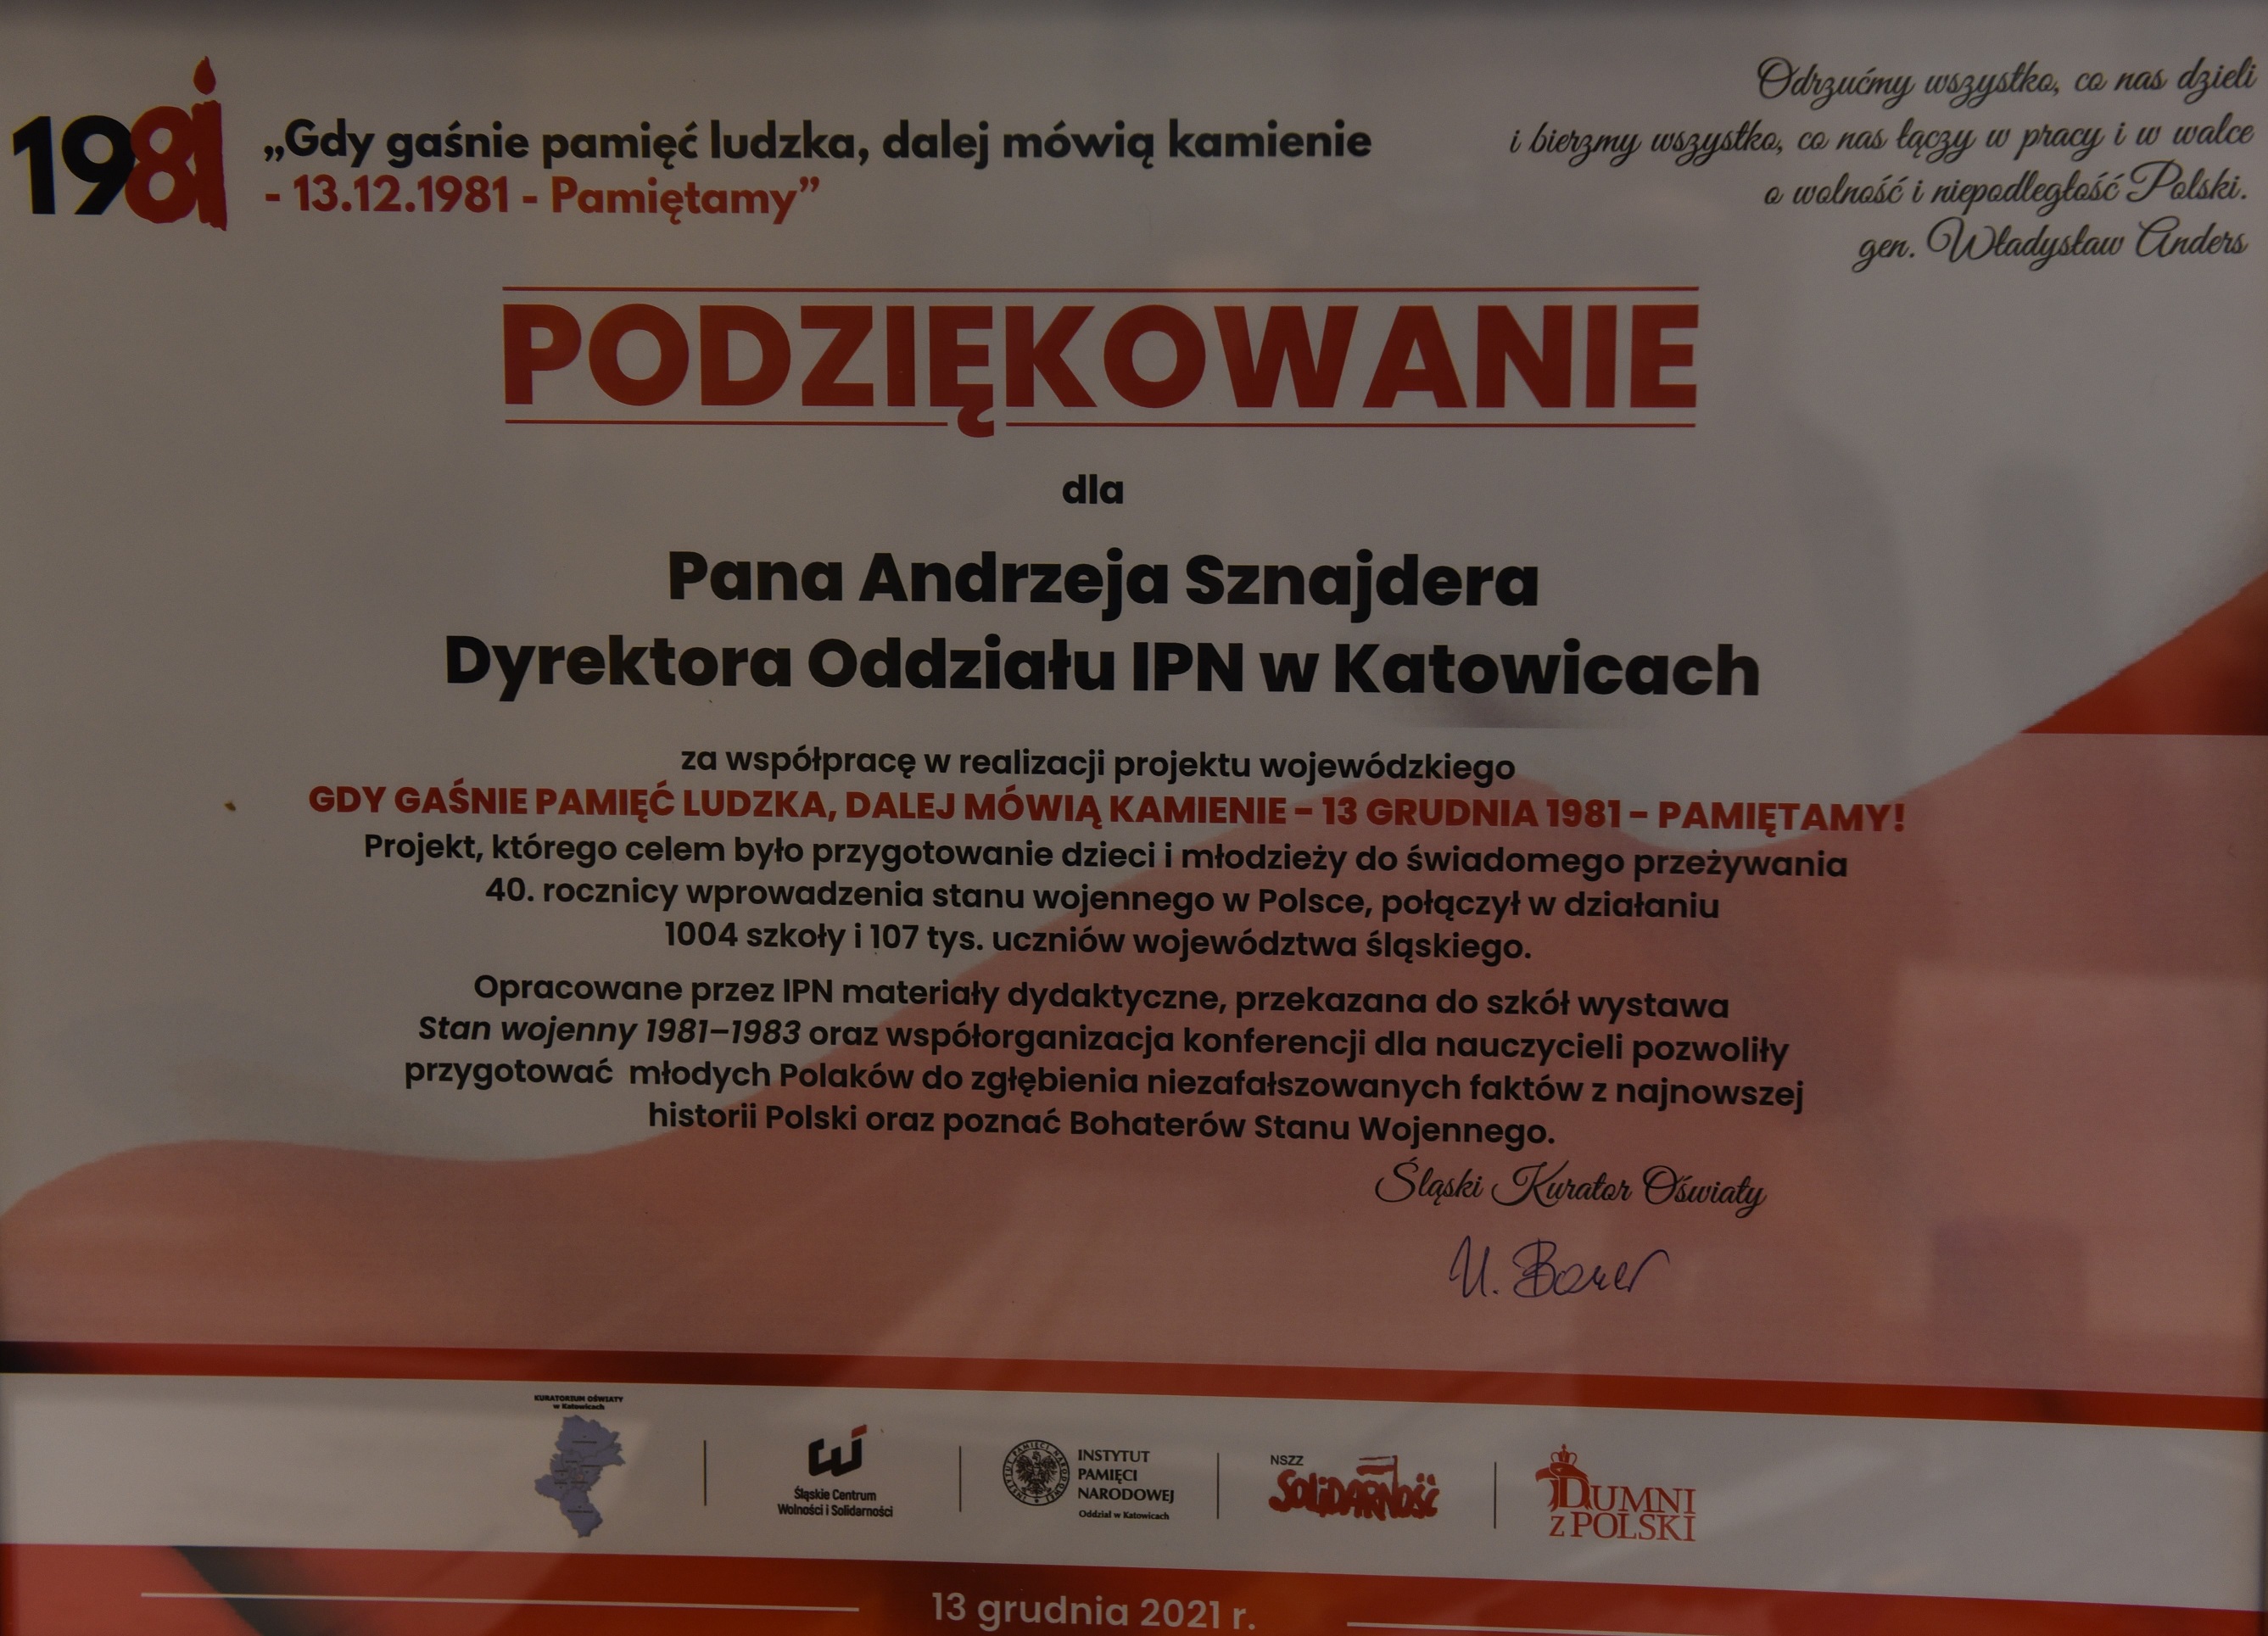 1981
„Gdy gaśnie pamięć ludzka, dalej mówią kamienie
- 13.12.1981 - Pamiętamy”
Odrzućmy wszystko, co nas dzieli
i bierzmy wszystko, co nas łączy w pracy i w walce
o wolność i niepodległość Polski.
gen. Władysław Anders
PODZIĘKOWANIE
dla
Pana Andrzeja Sznajdera
Dyrektora Oddziału IPN w Katowicach
za współpracę w realizacji projektu wojewódzkiego
GDY GAŚNIE PAMIĘĆ LUDZKA, DALEJ MÓWIĄ KAMIENIE – 13 GRUDNIA 1981 – PAMIĘTAMY!
Projekt, którego celem było przygotowanie dzieci i młodzieży do świadomego przeżywania
40. rocznicy wprowadzenia stanu wojennego w Polsce, połączył w działaniu
1004 szkoły i 107 tys. uczniów województwa śląskiego.
Opracowane przez IPN materiały dydaktyczne, przekazana do szkół wystawa
Stan wojenny 1981–1983 oraz współorganizacja konferencji dla nauczycieli pozwoliły
przygotować młodych Polaków do zgłębienia niezafałszowanych faktów z najnowszej
historii Polski oraz poznać Bohaterów Stanu Wojennego.
Śląski Kurator Oświaty
U. Bauer
KURATORIUM OŚWIATY
w Katowicach
Śląskie Centrum
Wolności i Solidarności
INSTYTUT
PAMIĘCI
NARODOWEJ
Oddział w Katowicach
NSZZ
SOLIDARNOŚĆ
DUMNI
Z POLSKI
13 grudnia 2021 r.